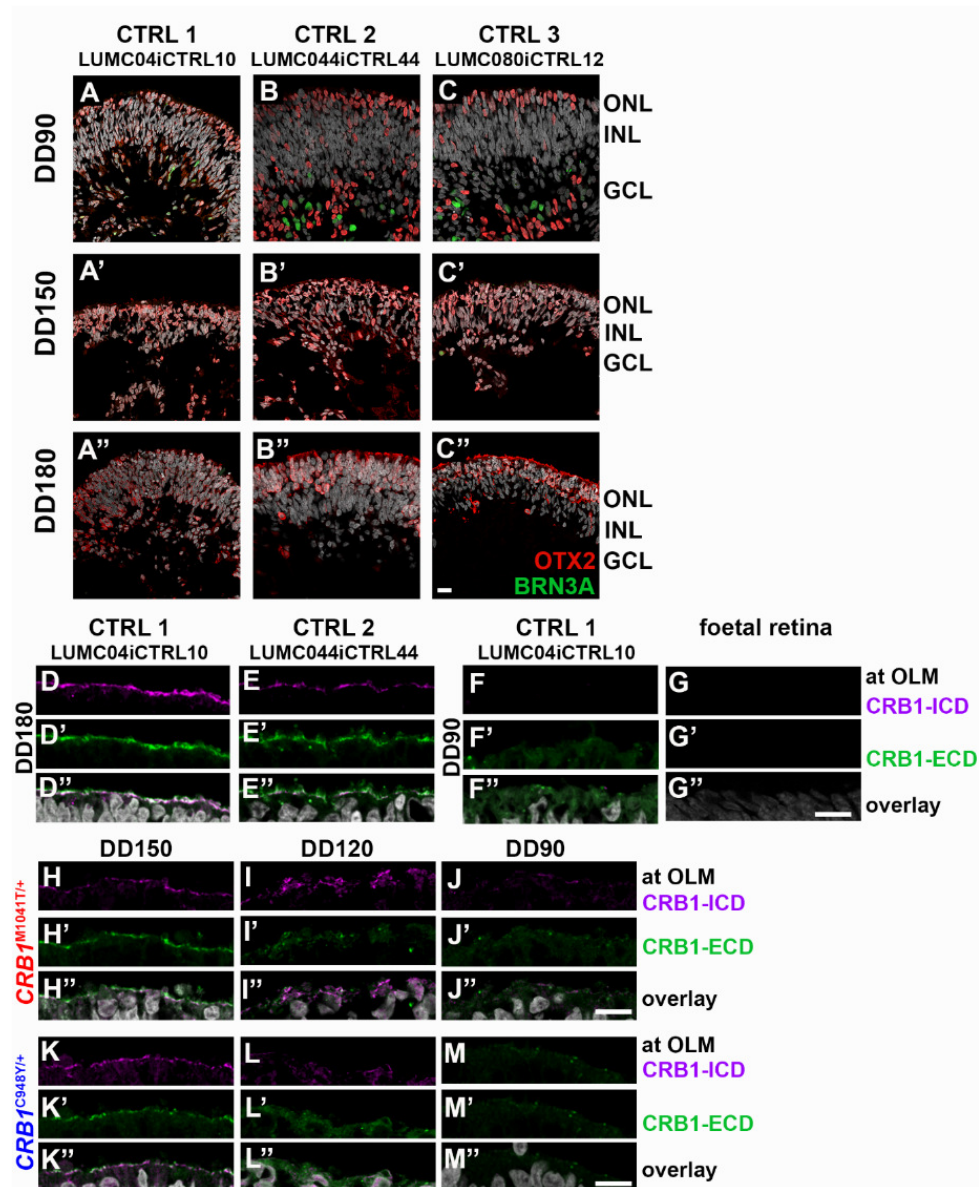 CTRL 1 CTRL 2 CTRL 3
LUMC04iCTRL10 LUMC044iCTRL44 LUMC080iCTRL12
DD90
A B C
ONL
INL
GCL
DD150
A' B' C'
ONL
INL
GCL
DD180
A'' B'' C''
ONL
INL
GCL
OTX2
BRN3A
CTRL 1 CTRL 2 CTRL 1 foetal retina
LUMC04iCTRL10 LUMC044iCTRL44 LUMC04iCTRL10
DD180
DD90
D E F G
at OLM
CRB1-ICD
D' E' F' G'
CRB1-ECD
D'' E'' F'' G''
overlay
DD150 DD120 DD90
CRB1M1041T/+
H I J
at OLM
CRB1-ICD
H' I' J'
CRB1-ECD
H'' I'' J''
overlay
CRB1C948Y/+
K L M
at OLM
CRB1-ICD
K' L' M'
CRB1-ECD
K'' L'' M''
overlay